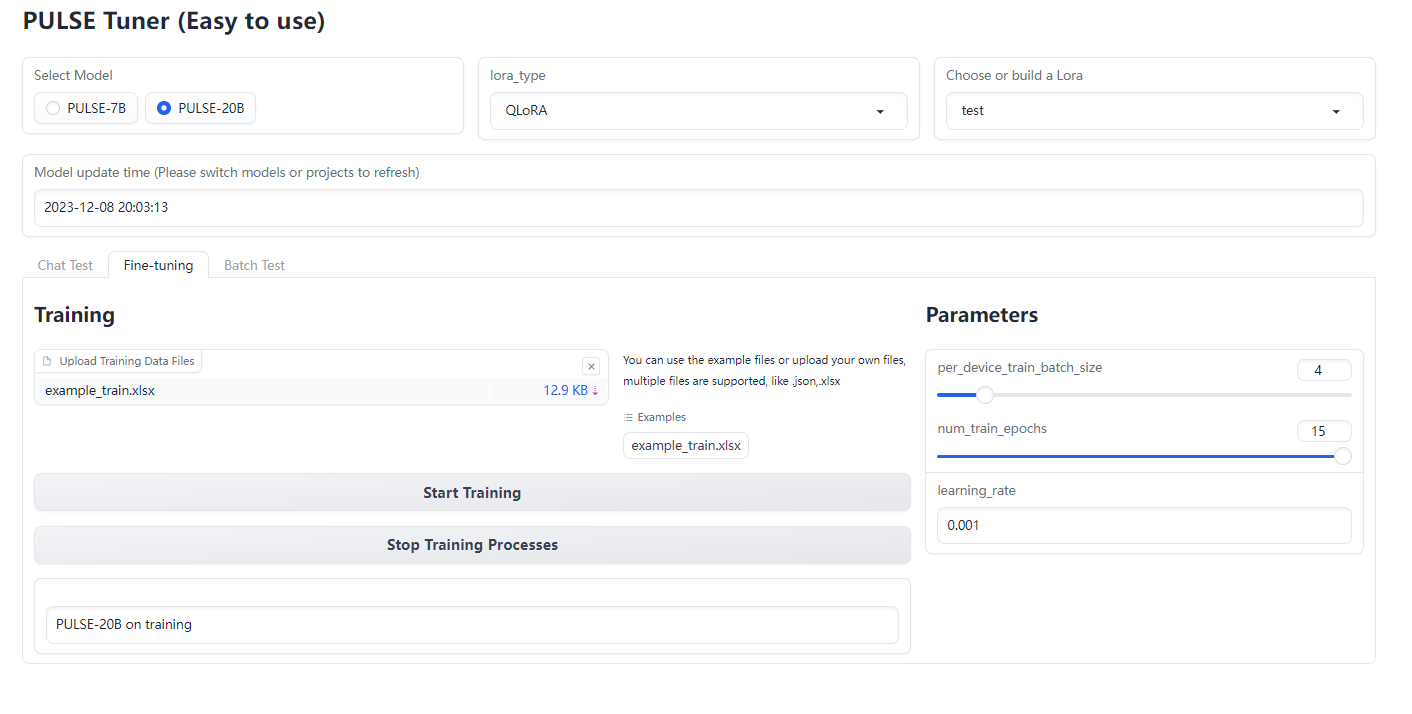 PULSE Tuner (Easy to use)
Select Model
PULSE-7B
PULSE-20B
lora_type
QLoRA
Choose or build a Lora
test
Model update time (Please switch models or projects to refresh)
2023-12-08 20:03:13
Chat Test
Fine-tuning
Batch Test
Training
Upload Training Data Files
example_train.xlsx
12.9 KB ↓
You can use the example files or upload your own files,
multiple files are supported, like .json,.xlsx
Examples
example_train.xlsx
Start Training
Stop Training Processes
PULSE-20B on training
Parameters
per_device_train_batch_size
4
num_train_epochs
15
learning_rate
0.001